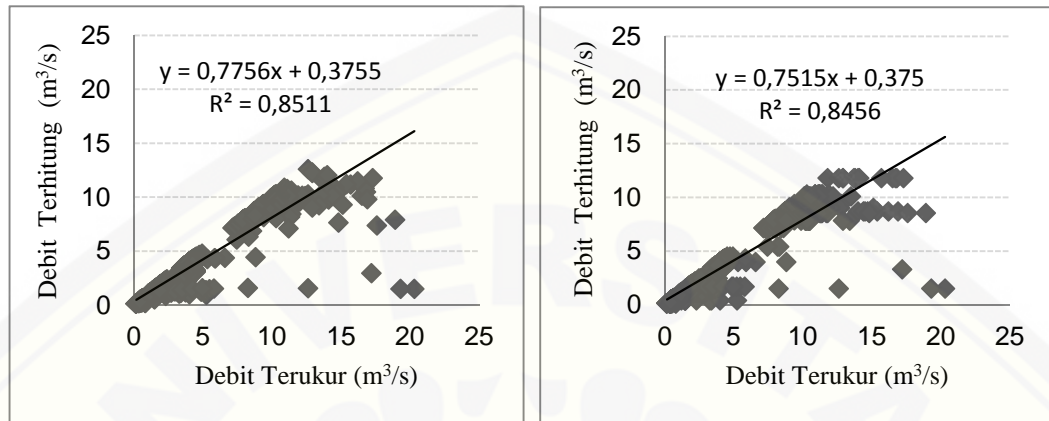 25
20
15
10
5
0
Debit Terhitung (m³/s)
y = 0,7756x + 0,3755
R² = 0,8511
0 5 10 15 20 25
Debit Terukur (m³/s)
25
20
15
10
5
0
Debit Terhitung (m³/s)
y = 0,7515x + 0,375
R² = 0,8456
0 5 10 15 20 25
Debit Terukur (m³/s)